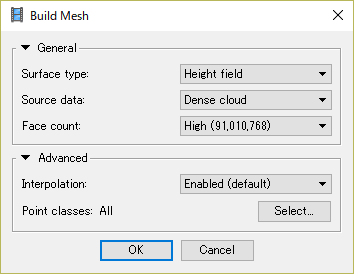 Build Mesh
General
Surface type: Height field
Source data: Dense cloud
Face count: High (91,010,768)
Advanced
Interpolation: Enabled (default)
Point classes: All Select...
OK Cancel